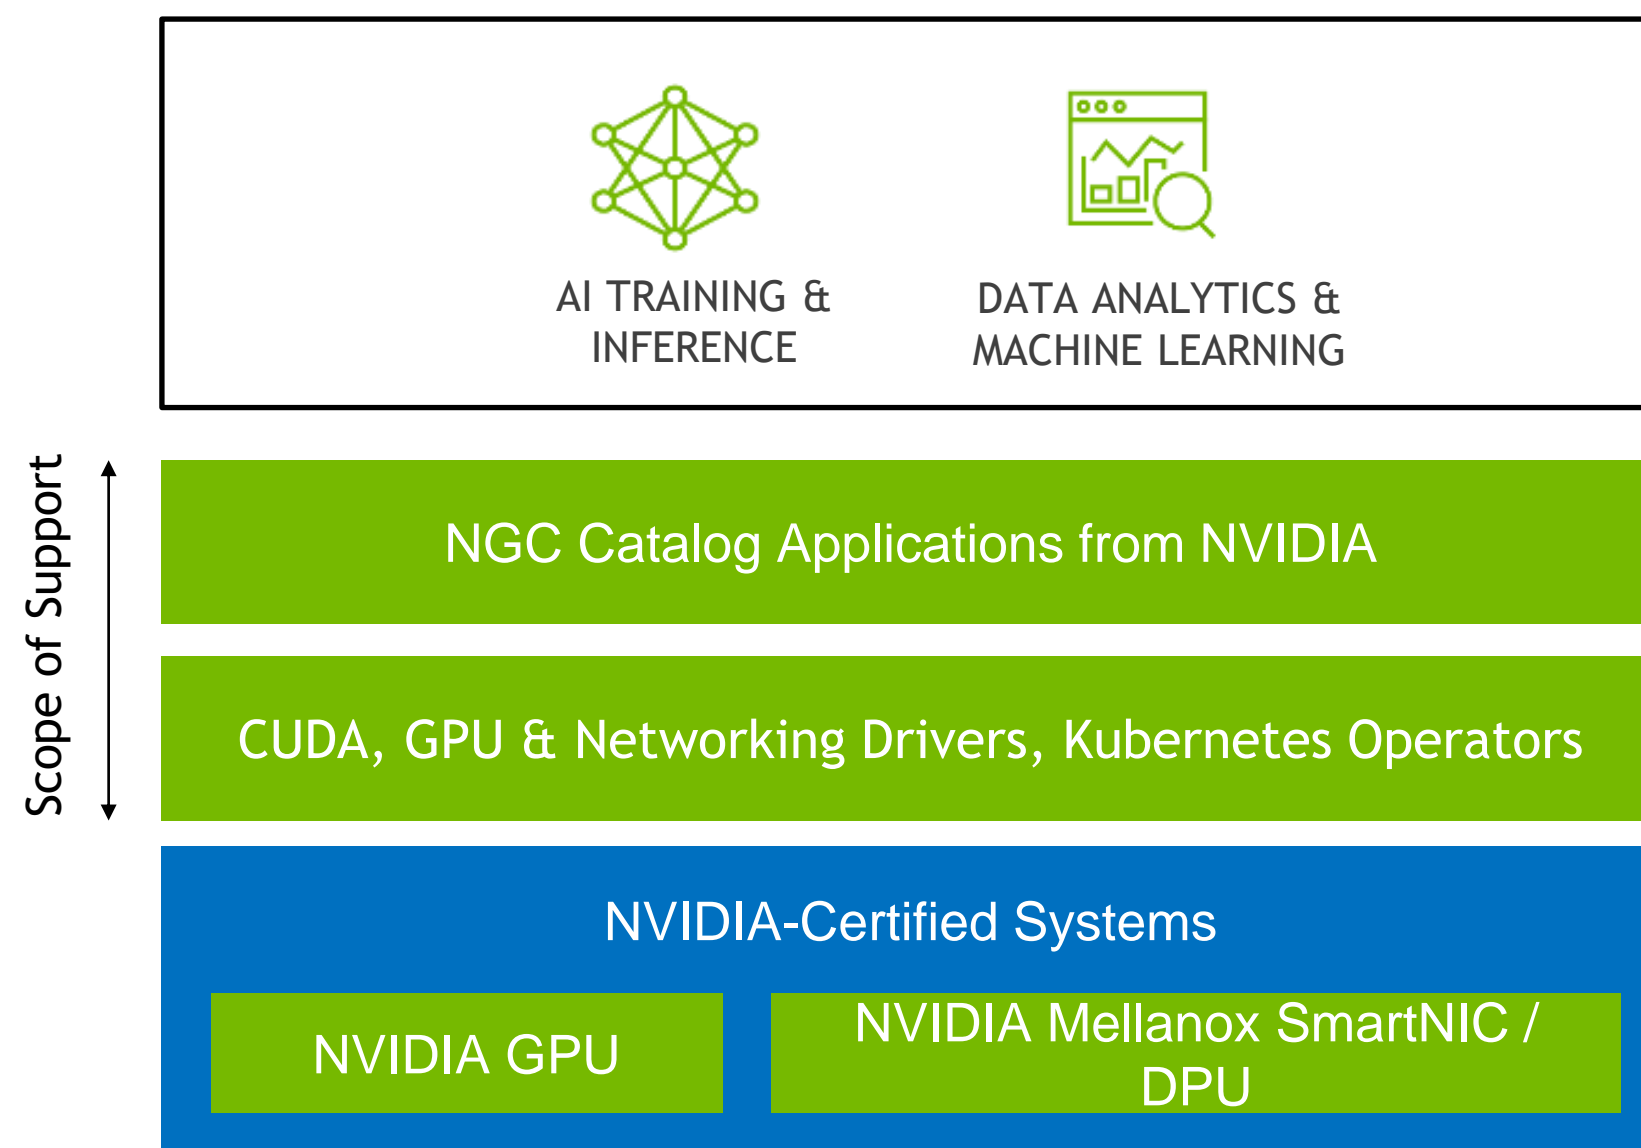 AI TRAINING &
INFERENCE
DATA ANALYTICS &
MACHINE LEARNING
Scope of Support
NGC Catalog Applications from NVIDIA
CUDA, GPU & Networking Drivers, Kubernetes Operators
NVIDIA-Certified Systems
NVIDIA GPU
NVIDIA Mellanox SmartNIC /
DPU